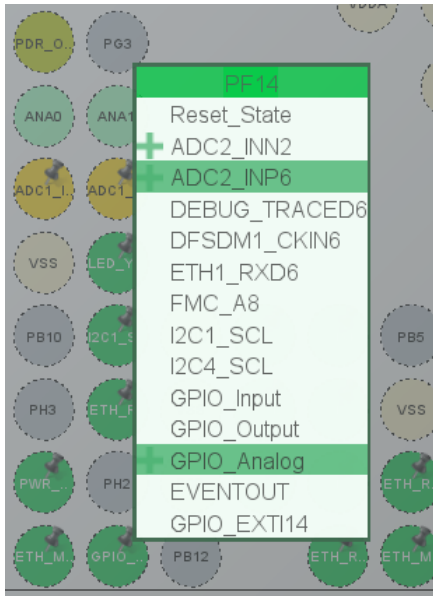 VDDA
PDR_O..
PG3
PF14
ANA0
ANA1
Reset_State
ADC2_INN2
ADC1_I..
ADC1_
ADC2_INP6
DEBUG_TRACED6
DFSDM1_CKIN6
VSS
LED_Y
ETH1_RXD6
FMC_A8
PB10
I2C1_S
I2C1_SCL
PB5
I2C4_SCL
PH3
ETH_R
GPIO_Input
VSS
GPIO_Output
GPIO_Analog
PWR_..
PH2
EVENTOUT
ETH_R.
GPIO_EXTI14
ETH_M.
GPIO_..
PB12
ETH_R..
ETH_M